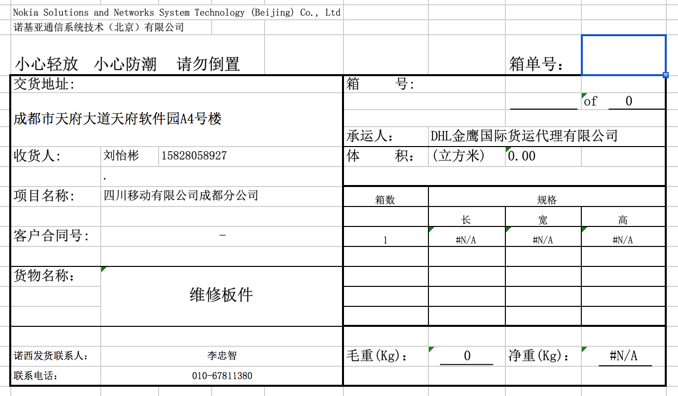 Nokia Solutions and Networks System Technology (Beijing) Co., Ltd
诺基亚通信系统技术（北京）有限公司
小心轻放 小心防潮 请勿倒置 箱单号:
交货地址: 箱 号:
of 0
成都市天府大道天府软件园A4号楼
承运人: DHL金鹰国际货运代理有限公司
收货人: 刘怡彬 15828058927 体 积: (立方米) 0.00
.
项目名称: 四川移动有限公司成都分公司 箱数 规格
长 宽 高
客户合同号: - 1 #N/A #N/A #N/A
货物名称:
维修板件
诺西发货联系人: 李忠智 毛重(Kg): 0 净重(Kg): #N/A
联系电话: 010-67811380